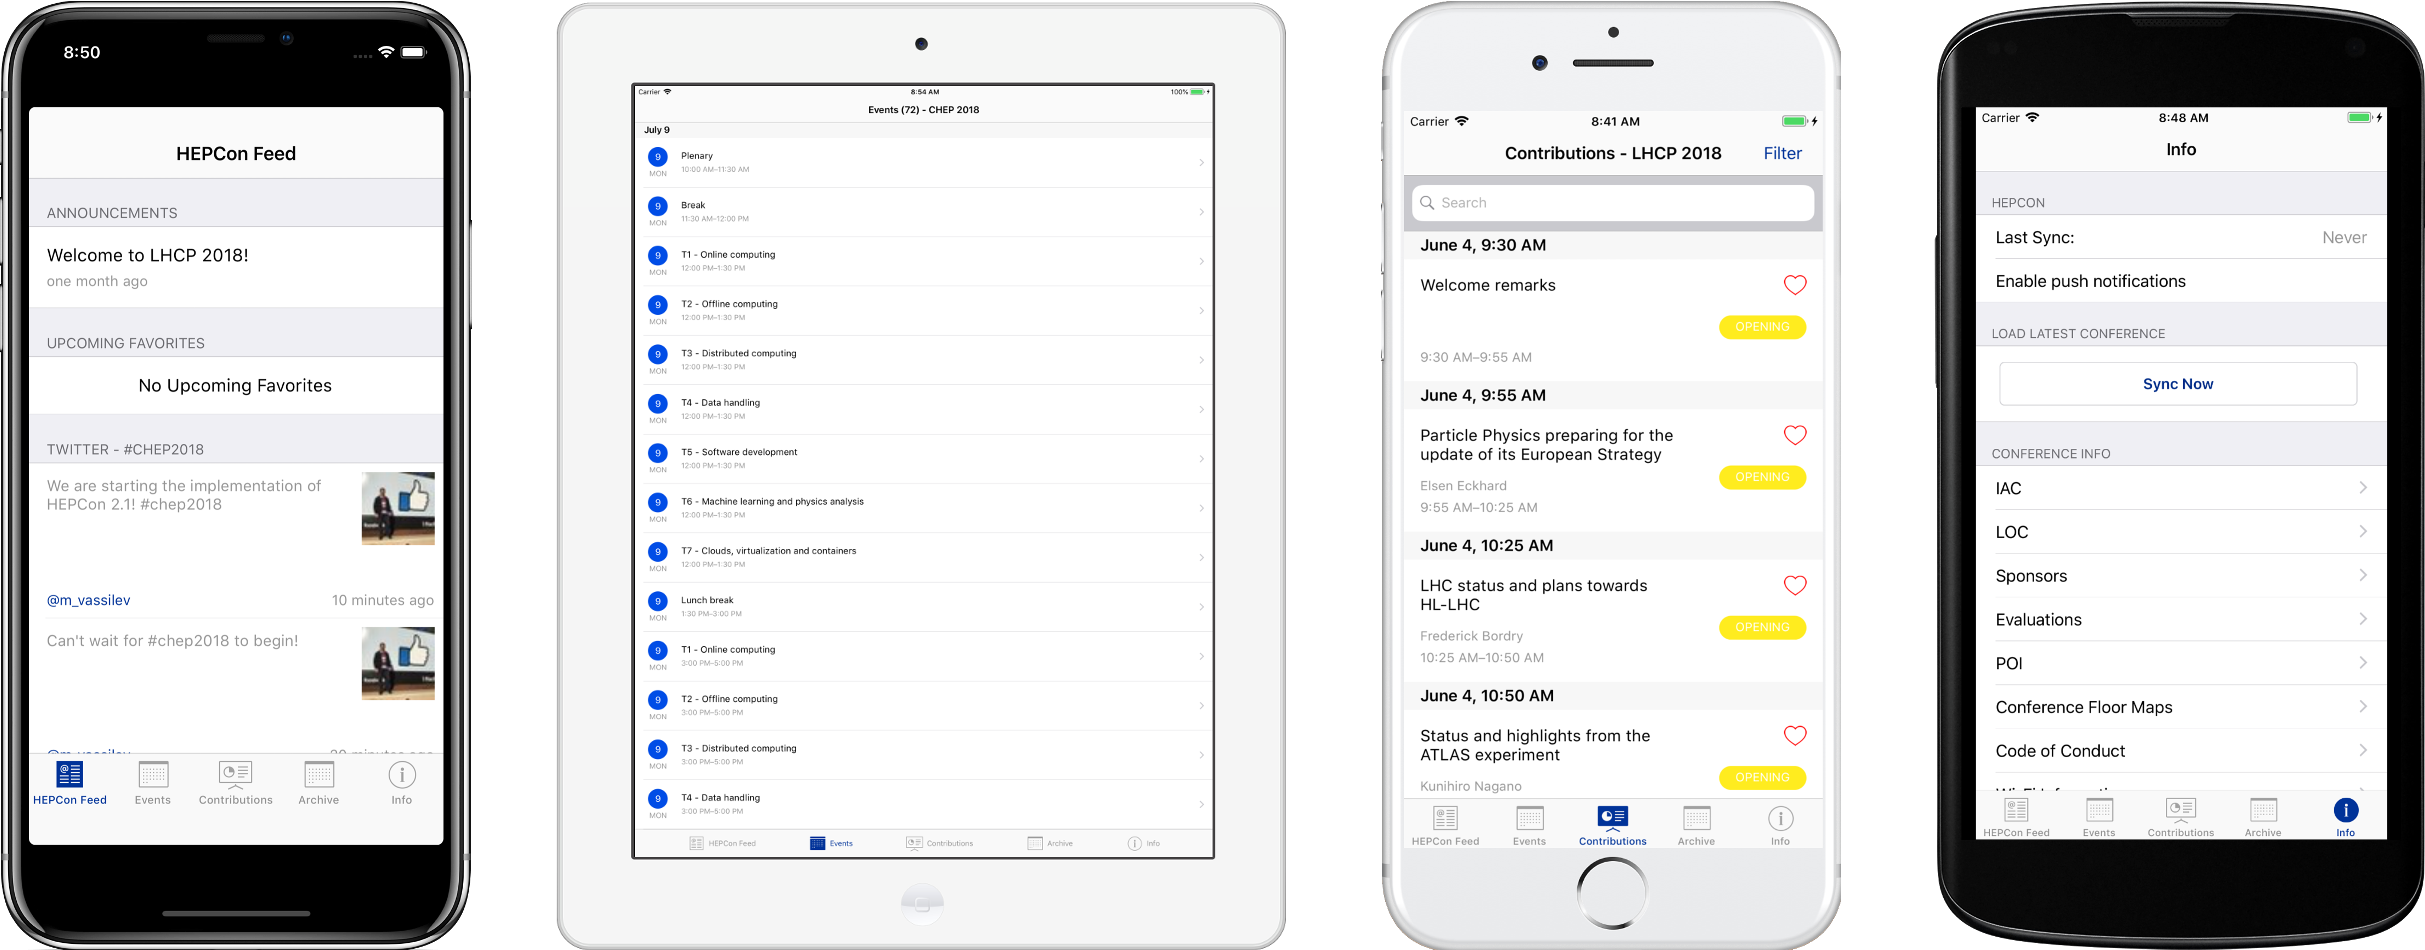 8:50
HEPCon Feed
ANNOUNCEMENTS
Welcome to LHCP 2018!
one month ago
UPCOMING FAVORITES
No Upcoming Favorites
TWITTER - #CHEP2018
We are starting the implementation of
HEPCon 2.1! #chep2018
@m_vassilev 10 minutes ago
Can't wait for #chep2018 to begin!
HEPCon Feed Events Contributions Archive Info
Carrier 8:54 AM 100%
Events (72) - CHEP 2018
July 9
9 Plenary
MON 10:00 AM–11:30 AM
9 Break
MON 11:30 AM–12:00 PM
9 T1 - Online computing
MON 12:00 PM–1:30 PM
9 T2 - Offline computing
MON 12:00 PM–1:30 PM
9 T3 - Distributed computing
MON 12:00 PM–1:30 PM
9 T4 - Data handling
MON 12:00 PM–1:30 PM
9 T5 - Software development
MON 12:00 PM–1:30 PM
9 T6 - Machine learning and physics analysis
MON 12:00 PM–1:30 PM
9 T7 - Clouds, virtualization and containers
MON 12:00 PM–1:30 PM
9 Lunch break
MON 1:30 PM–3:00 PM
9 T1 - Online computing
MON 3:00 PM–5:00 PM
9 T2 - Offline computing
MON 3:00 PM–5:00 PM
9 T3 - Distributed computing
MON 3:00 PM–5:00 PM
9 T4 - Data handling
MON 3:00 PM–5:00 PM
HEPCon Feed Events Contributions Archive Info
Carrier 8:41 AM
Contributions - LHCP 2018 Filter
Search
June 4, 9:30 AM
Welcome remarks
OPENING
9:30 AM–9:55 AM
June 4, 9:55 AM
Particle Physics preparing for the
update of its European Strategy
OPENING
Elsen Eckhard
9:55 AM–10:25 AM
June 4, 10:25 AM
LHC status and plans towards
HL-LHC
OPENING
Frederick Bordry
10:25 AM–10:50 AM
June 4, 10:50 AM
Status and highlights from the
ATLAS experiment
OPENING
Kunihiro Nagano
HEPCon Feed Events Contributions Archive Info
Carrier 8:48 AM
Info
HEPCON
Last Sync: Never
Enable push notifications
LOAD LATEST CONFERENCE
Sync Now
CONFERENCE INFO
IAC
LOC
Sponsors
Evaluations
POI
Conference Floor Maps
Code of Conduct
HEPCon Feed Events Contributions Archive Info